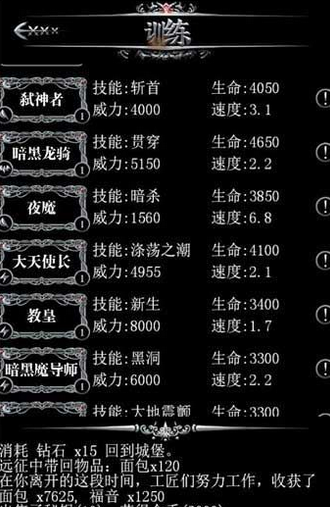 训练
弑神者 技能:斩首 生命:4050
威力:4000 速度:3.1
1
暗黑龙骑 技能:贯穿 生命:4650
威力:5150 速度:2.2
1
夜魔 技能:暗杀 生命:3850
威力:1560 速度:6.8
1
大天使长 技能:涤荡之潮 生命:4100
威力:4955 速度:2.1
1
教皇 技能:新生 生命:3400
威力:8000 速度:1.7
1
暗黑魔导师 技能:黑洞 生命:3300
威力:6000 速度:2.2
1
技能:大地震颤 生命:3300
消耗 钻石 x15 回到城堡。
远征中带回物品: 面包x120
在你离开的这段时间，工匠们努力工作，收获了
面包 x7625, 福音 x1250